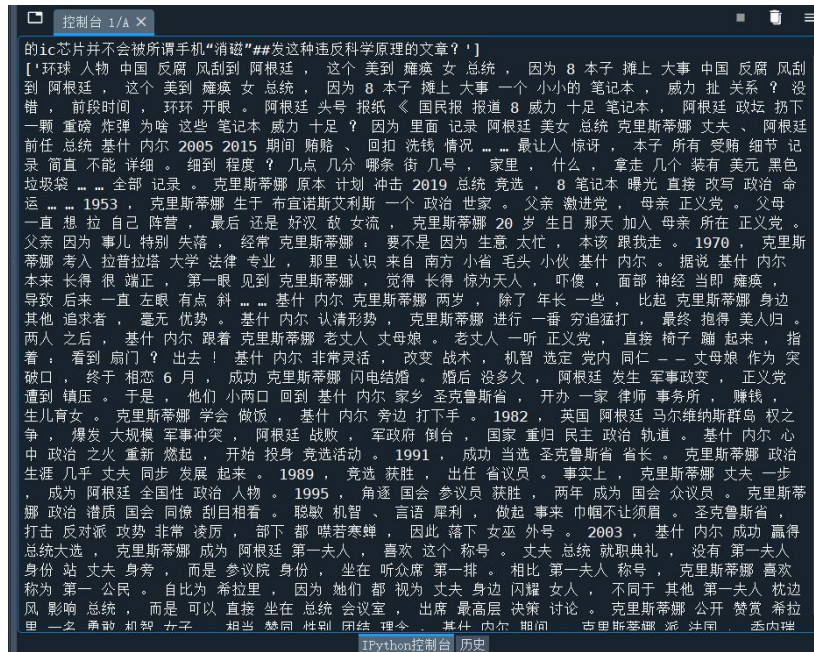 控制台 1/A
的ic芯片并不会被所谓手机“消磁”##发这种违反科学原理的文章？']
['环球 人物 中国 反腐 风刮到 阿根廷 ， 这个 美到 瘫痪 女 总统 ， 因为 8 本子 摊上 大事 中国 反腐 风刮
到 阿根廷 ， 这个 美到 瘫痪 女 总统 ， 因为 8 本子 摊上 大事 一个 小小的 笔记本 ， 威力 扯 关系 ？ 没
错 ， 前段时间 ， 环环 开眼 。 阿根廷 头号 报纸 《 国民报 报道 8 威力 十足 笔记本 ， 阿根廷 政坛 扔下
一颗 重磅 炸弹 为啥 这些 笔记本 威力 十足 ？ 因为 里面 记录 阿根廷 美女 总统 克里斯蒂娜 丈夫 、 阿根廷
前任 总统 基什 内尔 2005 2015 期间 贿赂 、 回扣 洗钱 情况 … … 最让人 惊讶 ， 本子 所有 受贿 细节 记
录 简直 不能 详细 。 细到 程度 ？ 几点 几分 哪条 街 几号 ， 家里 ， 什么 ， 拿走 几个 装有 美元 黑色
垃圾袋 … … 全部 记录 。 克里斯蒂娜 原本 计划 冲击 2019 总统 竞选 ， 8 笔记本 曝光 直接 改写 政治 命
运 … … 1953 ， 克里斯蒂娜 生于 布宜诺斯艾利斯 一个 政治 世家 。 父亲 激进党 ， 母亲 正义党 。 父母
一直 想 拉 自己 阵营 ， 最后 还是 好汉 敌 女流 ， 克里斯蒂娜 20 岁 生日 那天 加入 母亲 所在 正义党 。
父亲 因为 事儿 特别 失落 ， 经常 克里斯蒂娜 ： 要不是 因为 生意 太忙 ， 本该 跟我走 。 1970 ， 克里斯
蒂娜 考入 拉普拉塔 大学 法律 专业 ， 那里 认识 来自 南方 小省 毛头 小伙 基什 内尔 。 据说 基什 内尔
本来 长得 很 端正 ， 第一眼 见到 克里斯蒂娜 ， 觉得 长得 惊为天人 ， 吓傻 ， 面部 神经 当即 瘫痪 ，
导致 后来 一直 左眼 有点 斜 … … 基什 内尔 克里斯蒂娜 两岁 ， 除了 年长 一些 ， 比起 克里斯蒂娜 身边
其他 追求者 ， 毫无 优势 。 基什 内尔 认清形势 ， 克里斯蒂娜 进行 一番 穷追猛打 ， 最终 抱得 美人归 。
两人 之后 ， 基什 内尔 跟着 克里斯蒂娜 老丈人 丈母娘 。 老丈人 一听 正义党 ， 直接 椅子 蹦 起来 ， 指
着 ： 看到 扇门 ？ 出去 ！ 基什 内尔 非常灵活 ， 改变 战术 ， 机智 选定 党内 同仁 — — 丈母娘 作为 突
破口 ， 终于 相恋 6 月 ， 成功 克里斯蒂娜 闪电结婚 。 婚后 没多久 ， 阿根廷 发生 军事政变 ， 正义党
遭到 镇压 。 于是 ， 他们 小两口 回到 基什 内尔 家乡 圣克鲁斯省 ， 开办 一家 律师 事务所 ， 赚钱 ，
生儿育女 。 克里斯蒂娜 学会 做饭 ， 基什 内尔 旁边 打下手 。 1982 ， 英国 阿根廷 马尔维纳斯群岛 权之
争 ， 爆发 大规模 军事冲突 ， 阿根廷 战败 ， 军政府 倒台 ， 国家 重归 民主 政治 轨道 。 基什 内尔 心
中 政治 之火 重新 燃起 ， 开始 投身 竞选活动 。 1991 ， 成功 当选 圣克鲁斯省 省长 。 克里斯蒂娜 政治
生涯 几乎 丈夫 同步 发展 起来 。 1989 ， 竞选 获胜 ， 出任 省议员 。 事实上 ， 克里斯蒂娜 丈夫 一步
， 成为 阿根廷 全国性 政治 人物 。 1995 ， 角逐 国会 参议员 获胜 ， 两年 成为 国会 众议员 。 克里斯蒂
娜 政治 潜质 国会 同僚 刮目相看 。 聪敏 机智 、 言语 犀利 ， 做起 事来 巾帼不让须眉 。 圣克鲁斯省 ，
打击 反对派 攻势 非常 凌厉 ， 部下 都 噤若寒蝉 ， 因此 落下 女巫 外号 。 2003 ， 基什 内尔 成功 赢得
总统大选 ， 克里斯蒂娜 成为 阿根廷 第一夫人 ， 喜欢 这个 称号 。 丈夫 总统 就职典礼 ， 没有 第一夫人
身份 站 丈夫 身旁 ， 而是 参议院 身份 ， 坐在 听众席 第一排 。 相比 第一夫人 称号 ， 克里斯蒂娜 喜欢
称为 第一 公民 。 自比为 希拉里 ， 因为 她们 都 视为 丈夫 身边 闪耀 女人 ， 不同于 其他 第一夫人 枕边
风 影响 总统 ， 而是 可以 直接 坐在 总统 会议室 ， 出席 最高层 决策 讨论 。 克里斯蒂娜 公开 赞赏 希拉
里 一名 勇敢 机智 女子 ， 相当 赞同 性别 团结 理念 。 基什 内尔 期间 ， 克里斯蒂娜 派 法国 、 委内瑞
IPython控制台 历史